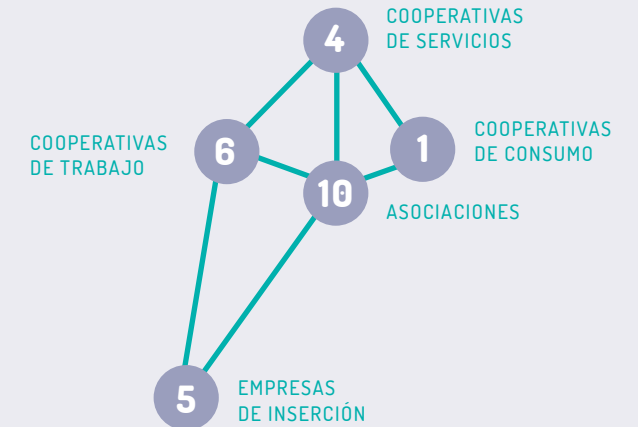 4
COOPERATIVAS
DE SERVICIOS
COOPERATIVAS
DE TRABAJO
6
1
COOPERATIVAS
DE CONSUMO
10
ASOCIACIONES
5
EMPRESAS
DE INSERCIÓN